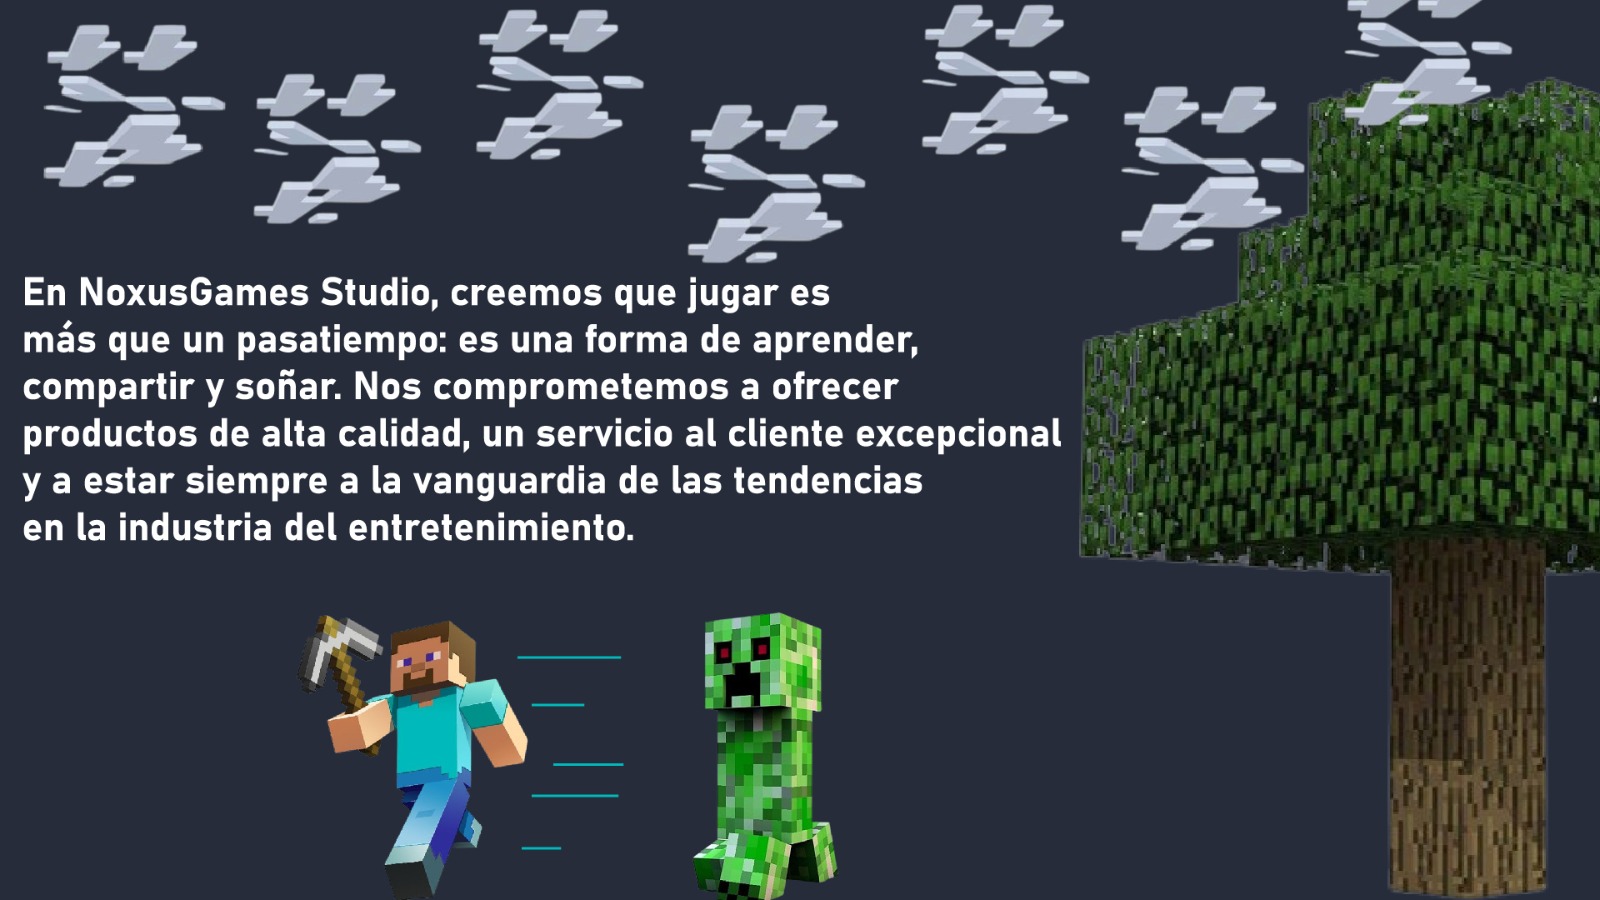 En NoxusGames Studio, creemos que jugar es
más que un pasatiempo: es una forma de aprender,
compartir y soñar. Nos comprometemos a ofrecer
productos de alta calidad, un servicio al cliente excepcional
y a estar siempre a la vanguardia de las tendencias
en la industria del entretenimiento.